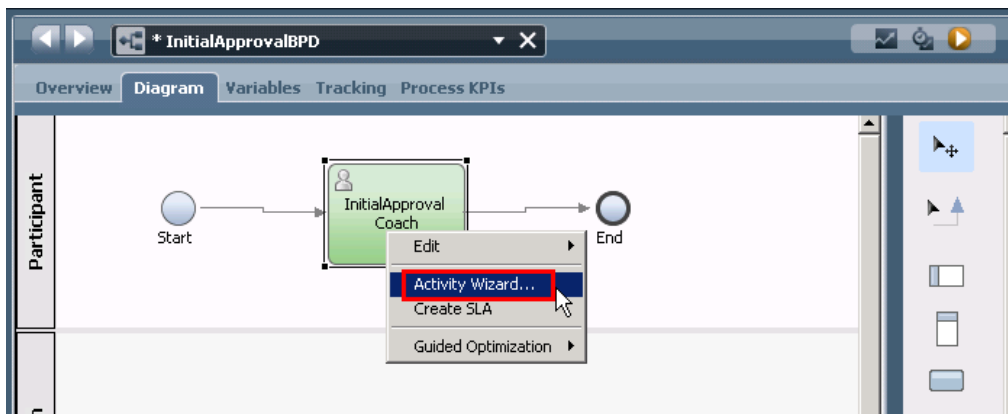 * InitialApprovalBPD
Overview Diagram Variables Tracking Process KPIs
Participant
Start
InitialApproval
Coach
End
Edit
Activity Wizard...
Create SLA
Guided Optimization